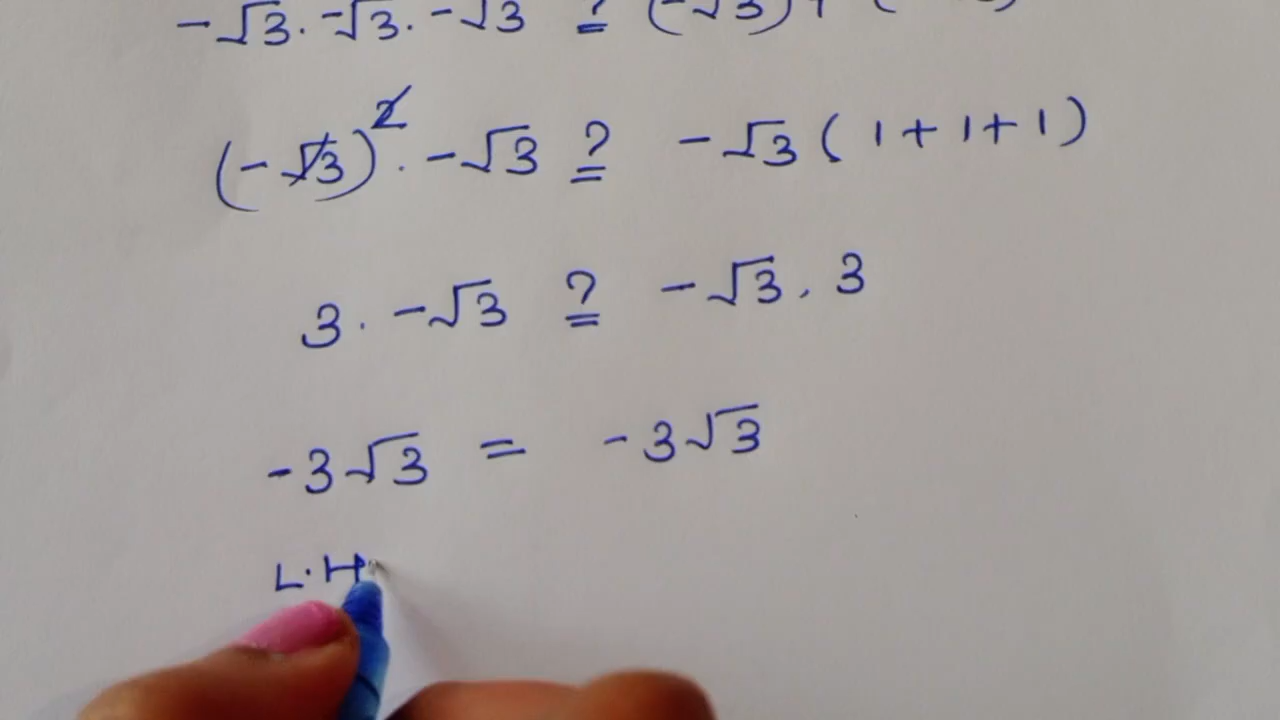 -√3. -√3. -√3 ≟ (-√3) + (
(-√3)² . -√3 ≟ -√3 ( 1 + 1 + 1 )
3 . -√3 ≟ -√3 . 3
-3√3 = -3√3
L.H.